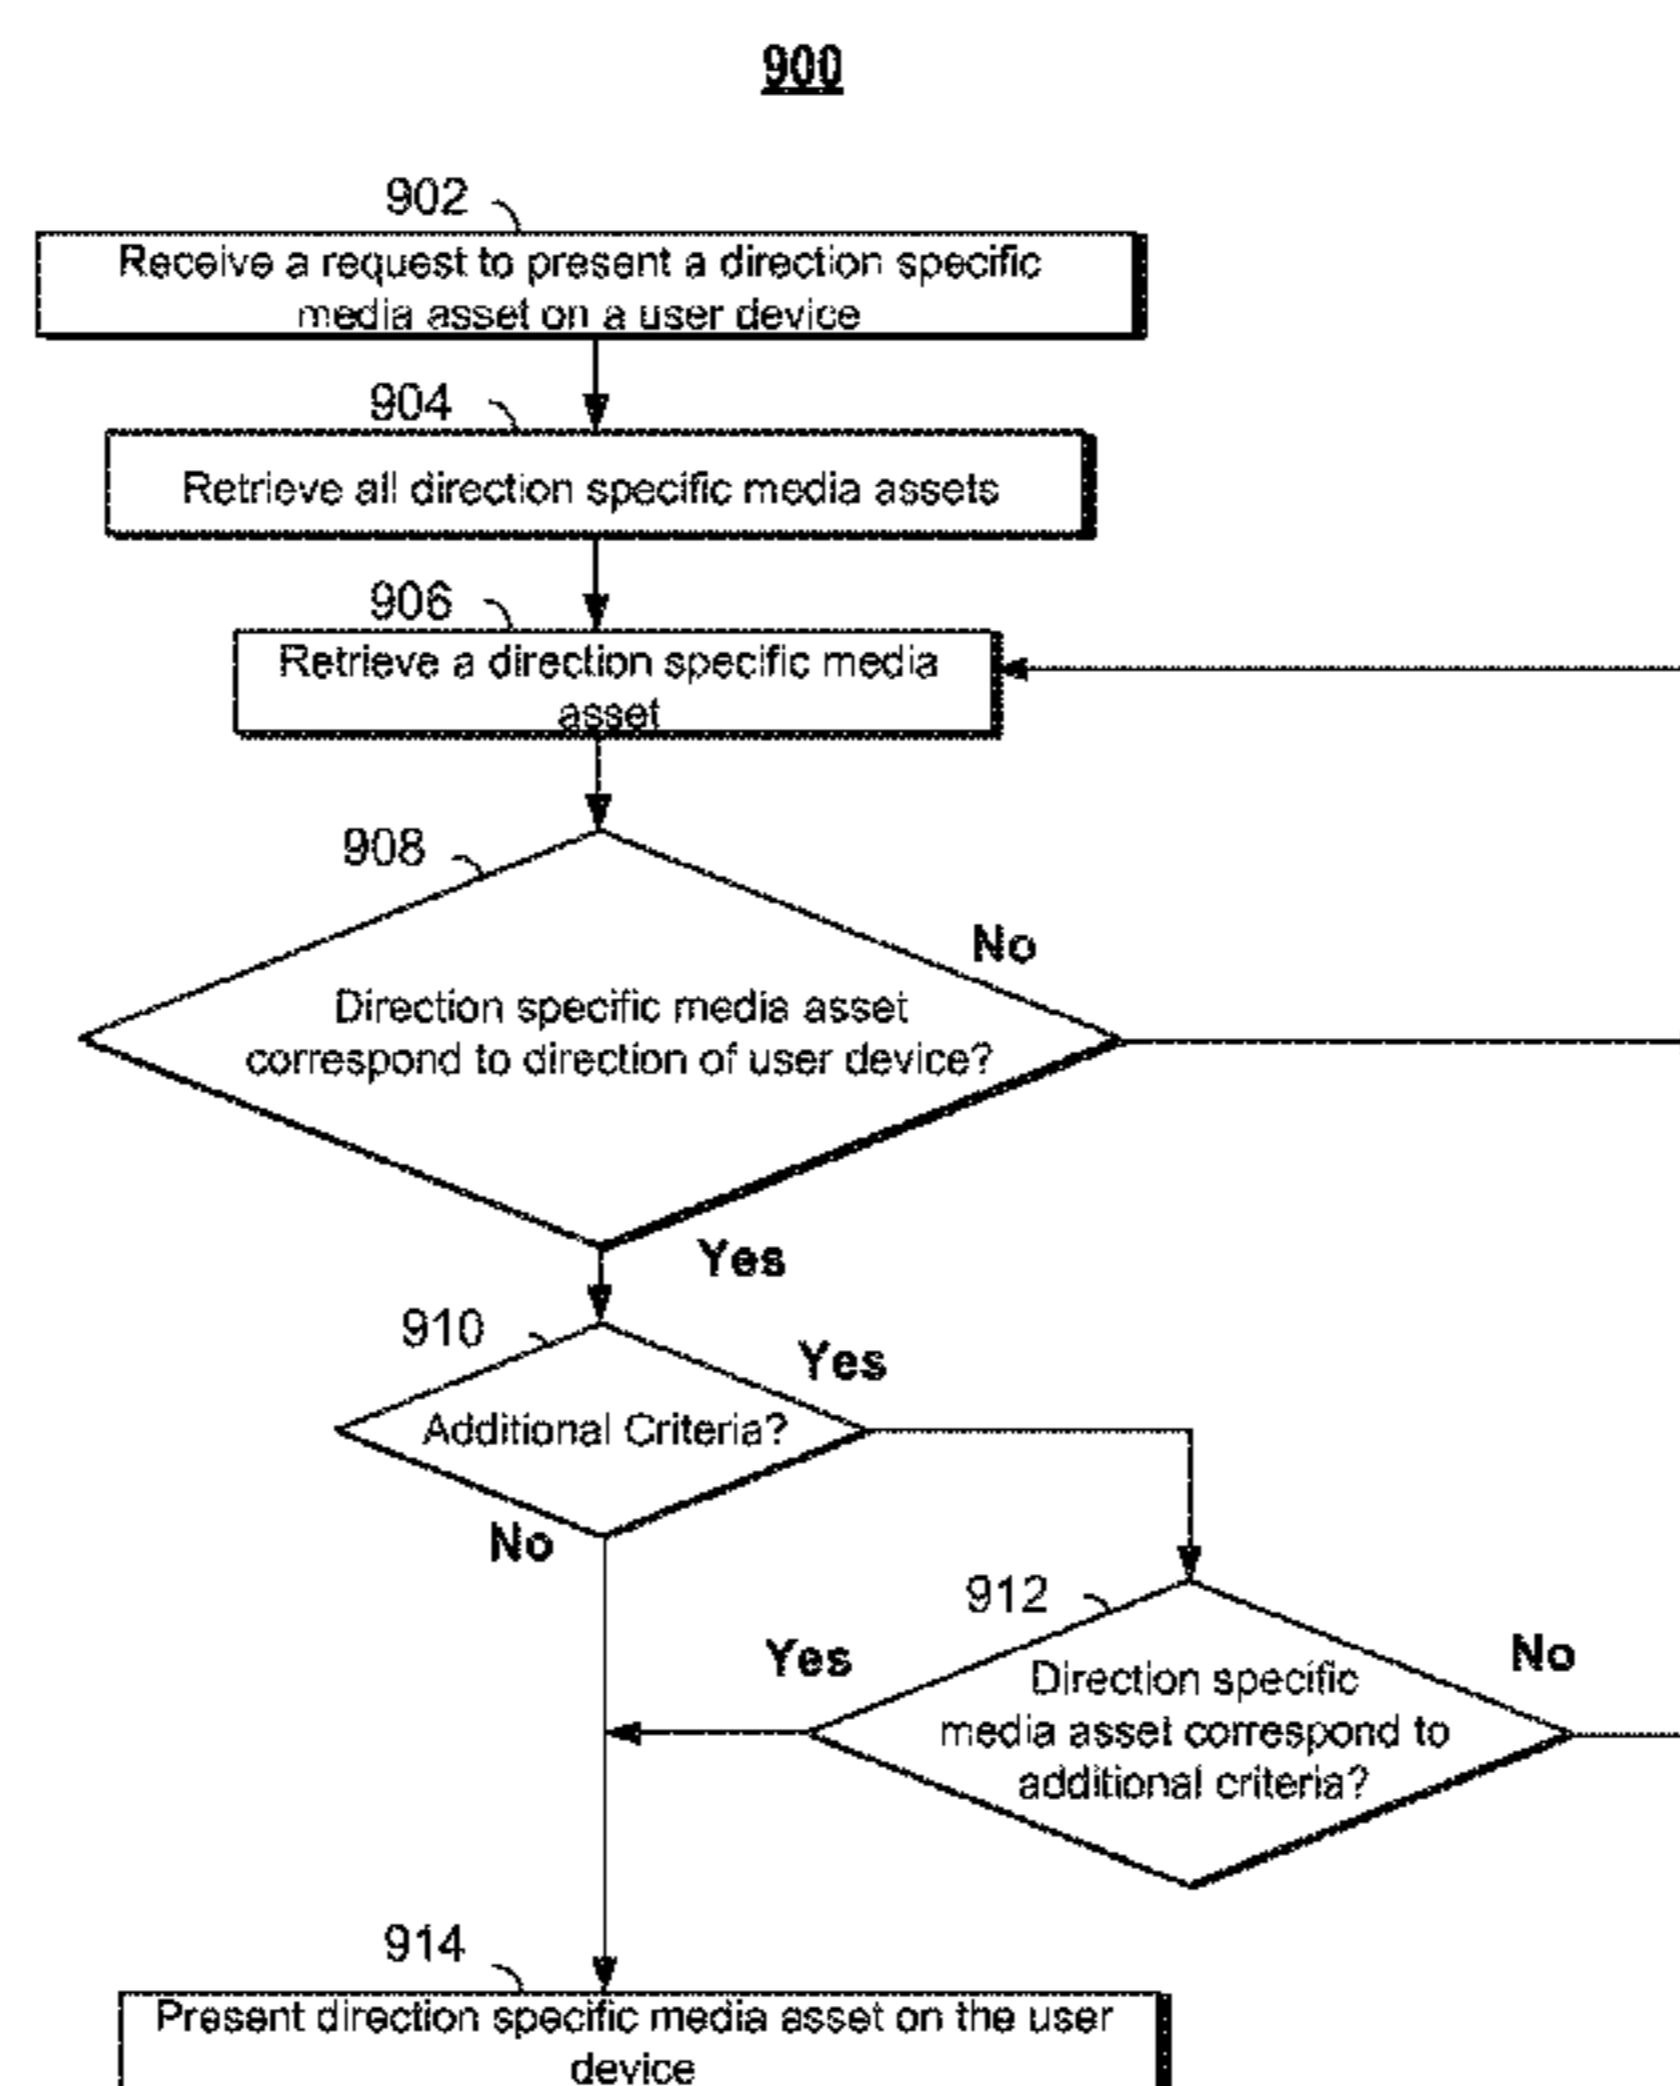 900
902
Receive a request to present a direction specific
media asset on a user device
904
Retrieve all direction specific media assets
906
Retrieve a direction specific media
asset
908
No
Direction specific media asset
correspond to direction of user device?
Yes
910
Yes
Additional Criteria?
No
912
Yes
No
Direction specific
media asset correspond to
additional criteria?
914
Present direction specific media asset on the user
device